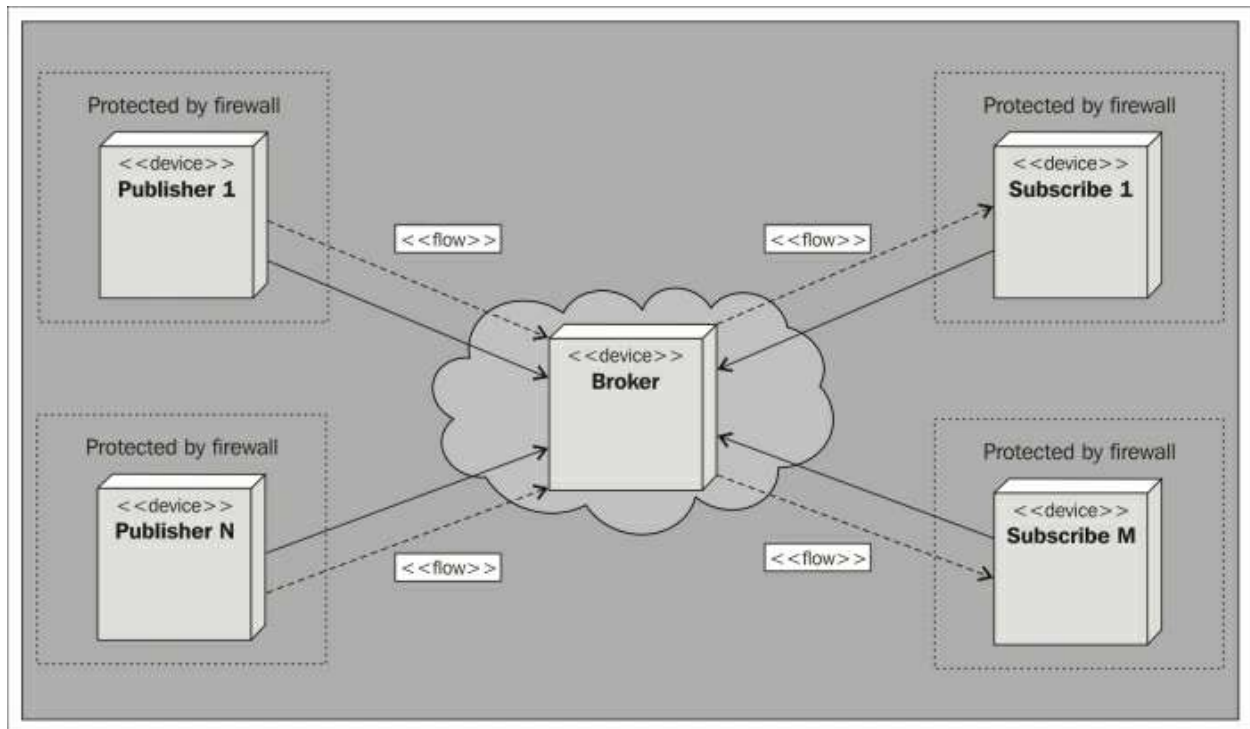 Protected by firewall
<<device>>
Publisher 1
<<flow>>
<<flow>>
Protected by firewall
<<device>>
Subscribe 1
<<device>>
Broker
Protected by firewall
<<device>>
Publisher N
<<flow>>
<<flow>>
Protected by firewall
<<device>>
Subscribe M